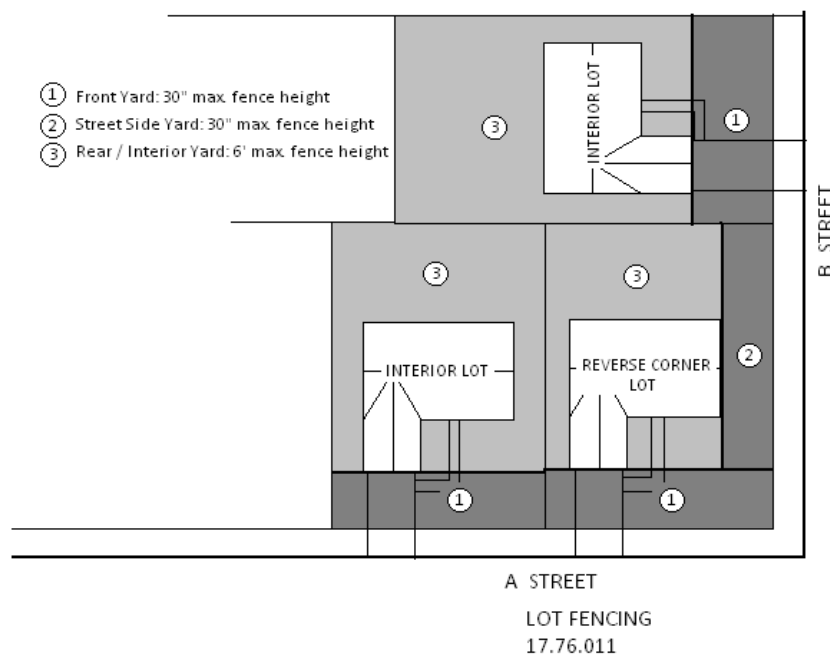 1 Front Yard: 30" max. fence height
2 Street Side Yard: 30" max. fence height
3 Rear / Interior Yard: 6' max. fence height
INTERIOR LOT
3
1
B STREET
3
3
INTERIOR LOT
REVERSE CORNER
LOT
2
1
1
A STREET
LOT FENCING
17.76.011